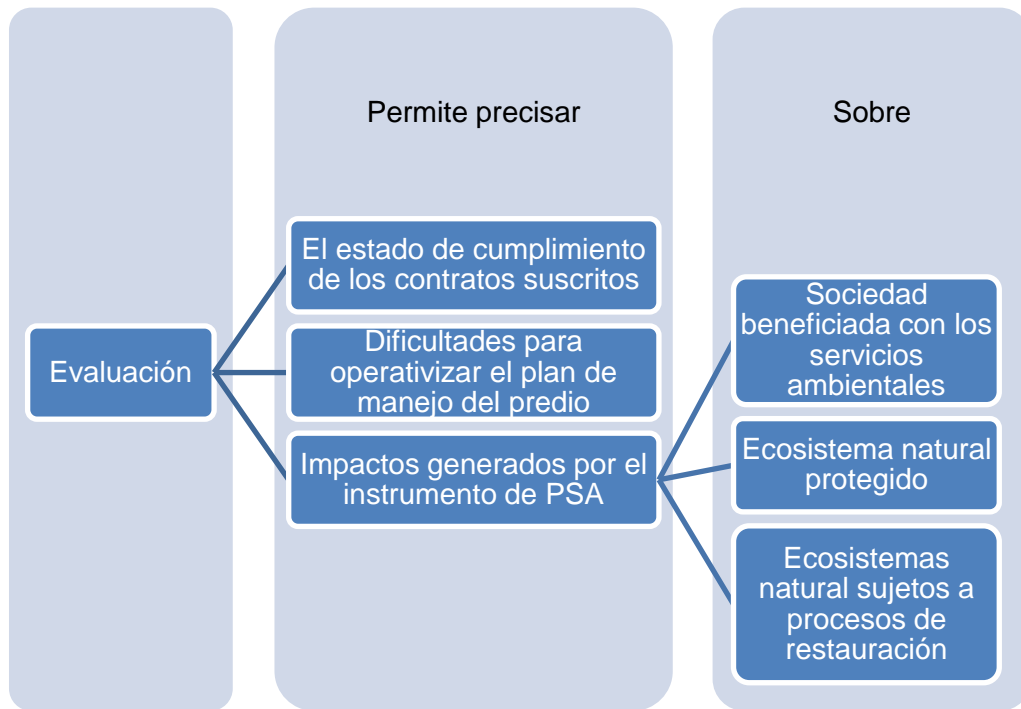 Permite precisar
Sobre
Evaluación
El estado de cumplimiento
de los contratos suscritos
Dificultades para
operativizar el plan de
manejo del predio
Impactos generados por el
instrumento de PSA
Sociedad
beneficiada con los
servicios
ambientales
Ecosistema natural
protegido
Ecosistemas
natural sujetos a
procesos de
restauración